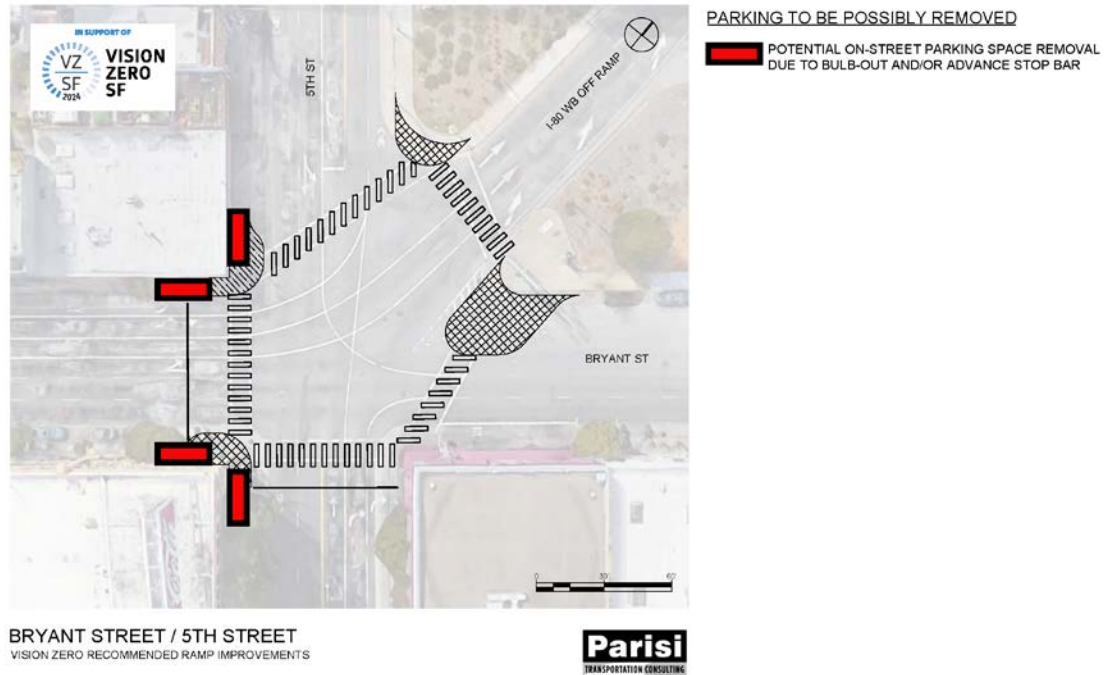 IN SUPPORT OF
VZ
SF
2024
VISION
ZERO
SF
5TH ST
I-80 WB OFF RAMP
BRYANT ST
0 30' 60'
PARKING TO BE POSSIBLY REMOVED
POTENTIAL ON-STREET PARKING SPACE REMOVAL
DUE TO BULB-OUT AND/OR ADVANCE STOP BAR
BRYANT STREET / 5TH STREET
VISION ZERO RECOMMENDED RAMP IMPROVEMENTS
Parisi
TRANSPORTATION CONSULTING